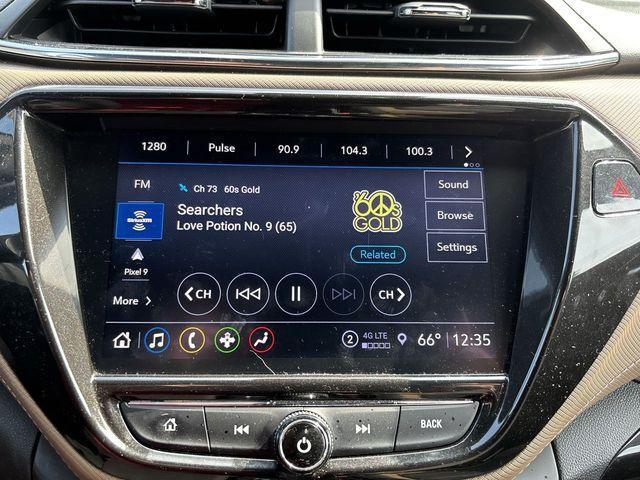 1280 Pulse 90.9 104.3 100.3
FM
Ch 73 60s Gold
Searchers
Love Potion No. 9 (65)
60s
GOLD
Related
Sound
Browse
Settings
SiriusXM
Pixel 9
More
CH
CH
2 4G LTE 66° 12:35
BACK